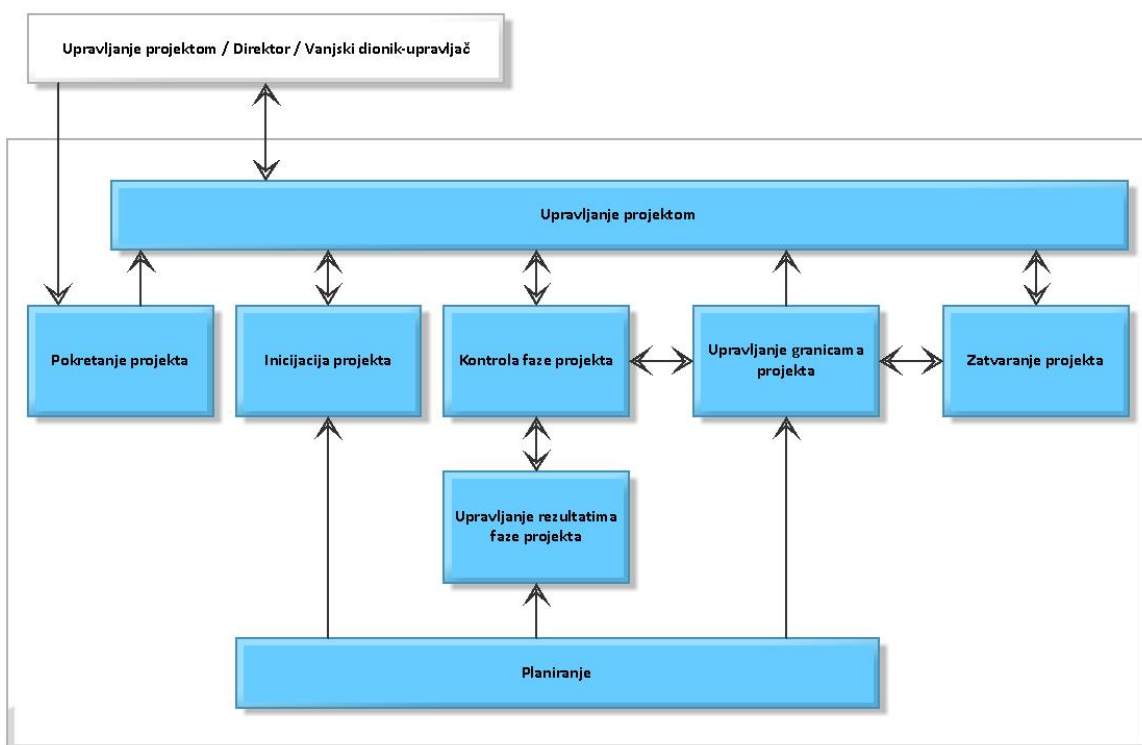 Upravljanje projektom / Direktor / Vanjski dionik-upravljač
Upravljanje projektom
Pokretanje projekta
Inicijacija projekta
Kontrola faze projekta
Upravljanje granicama
projekta
Zatvaranje projekta
Upravljanje rezultatima
faze projekta
Planiranje